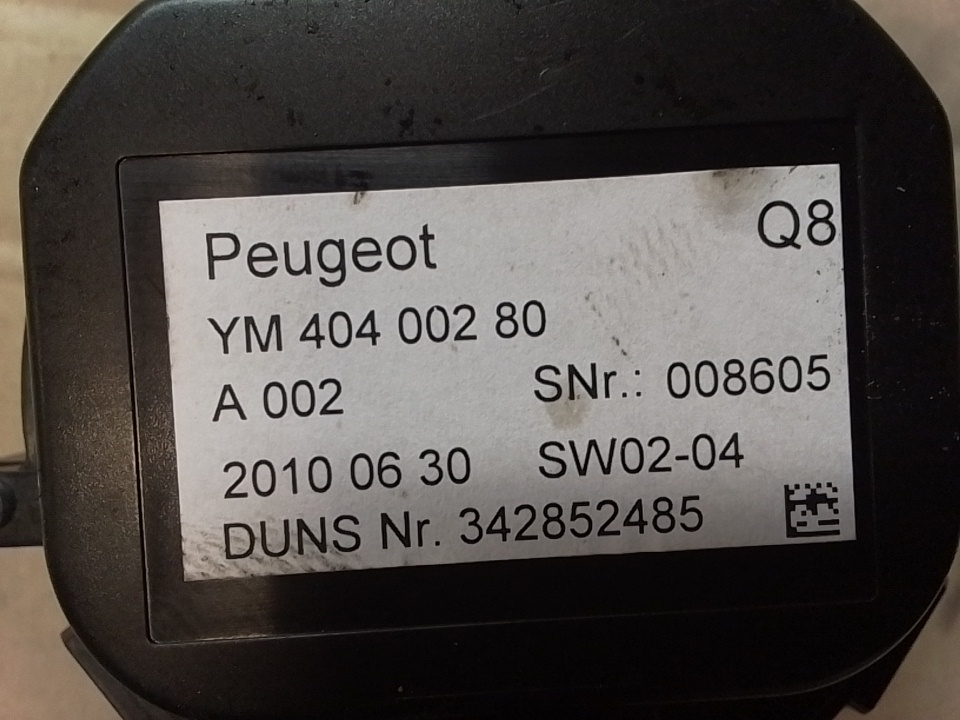 Peugeot Q8
YM 404 002 80
A 002 SNr.: 008605
2010 06 30 SW02-04
DUNS Nr. 342852485